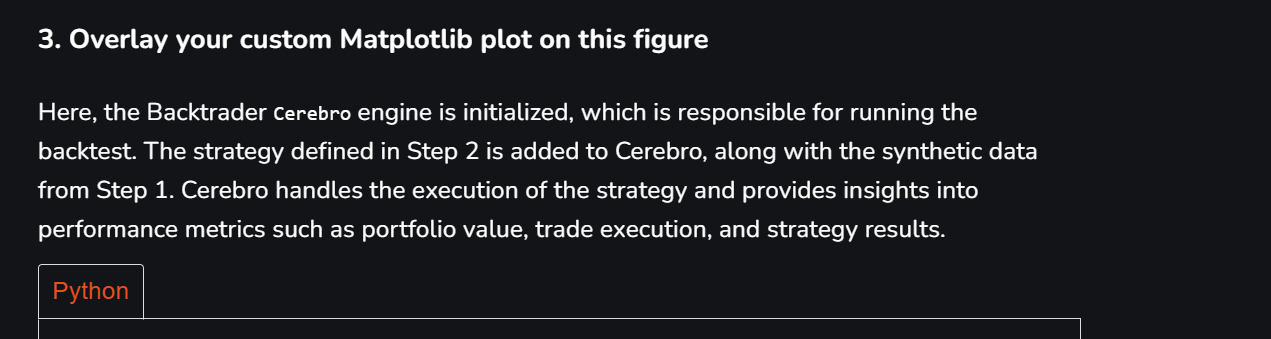 3. Overlay your custom Matplotlib plot on this figure
Here, the Backtrader Cerebro engine is initialized, which is responsible for running the
backtest. The strategy defined in Step 2 is added to Cerebro, along with the synthetic data
from Step 1. Cerebro handles the execution of the strategy and provides insights into
performance metrics such as portfolio value, trade execution, and strategy results.
Python